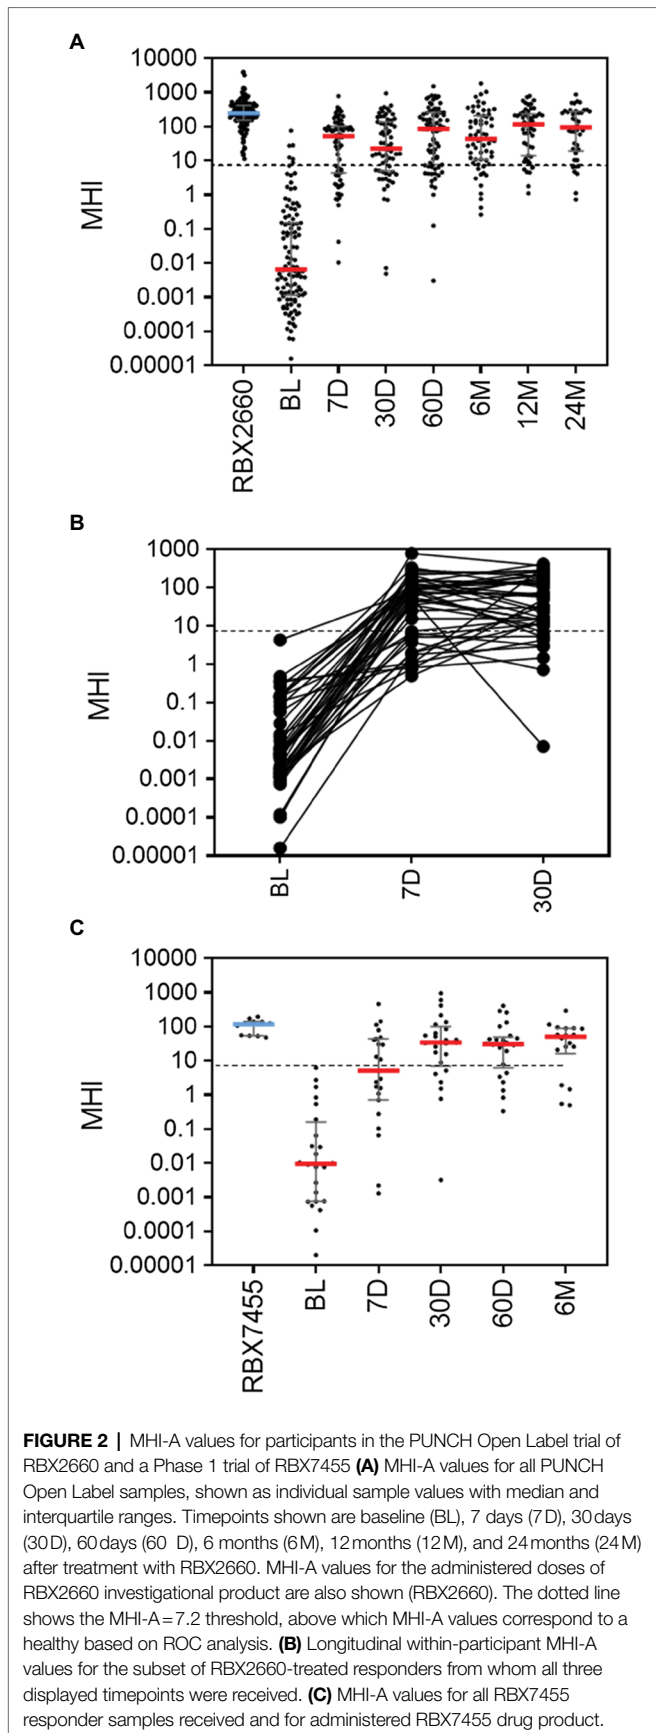 A
10000
1000
100
10
1
0.1
0.01
0.001
0.0001
0.00001
MHI
RBX2660
BL
7D
30D
60D
6M
12M
24M
B
1000
100
10
1
0.1
0.01
0.001
0.0001
0.00001
MHI
BL
7D
30D
C
10000
1000
100
10
1
0.1
0.01
0.001
0.0001
0.00001
MHI
RBX7455
BL
7D
30D
60D
6M
FIGURE 2 | MHI-A values for participants in the PUNCH Open Label trial of
RBX2660 and a Phase 1 trial of RBX7455 (A) MHI-A values for all PUNCH
Open Label samples, shown as individual sample values with median and
interquartile ranges. Timepoints shown are baseline (BL), 7 days (7D), 30 days
(30D), 60 days (60 D), 6 months (6M), 12 months (12M), and 24 months (24M)
after treatment with RBX2660. MHI-A values for the administered doses of
RBX2660 investigational product are also shown (RBX2660). The dotted line
shows the MHI-A = 7.2 threshold, above which MHI-A values correspond to a
healthy based on ROC analysis. (B) Longitudinal within-participant MHI-A
values for the subset of RBX2660-treated responders from whom all three
displayed timepoints were received. (C) MHI-A values for all RBX7455
responder samples received and for administered RBX7455 drug product.